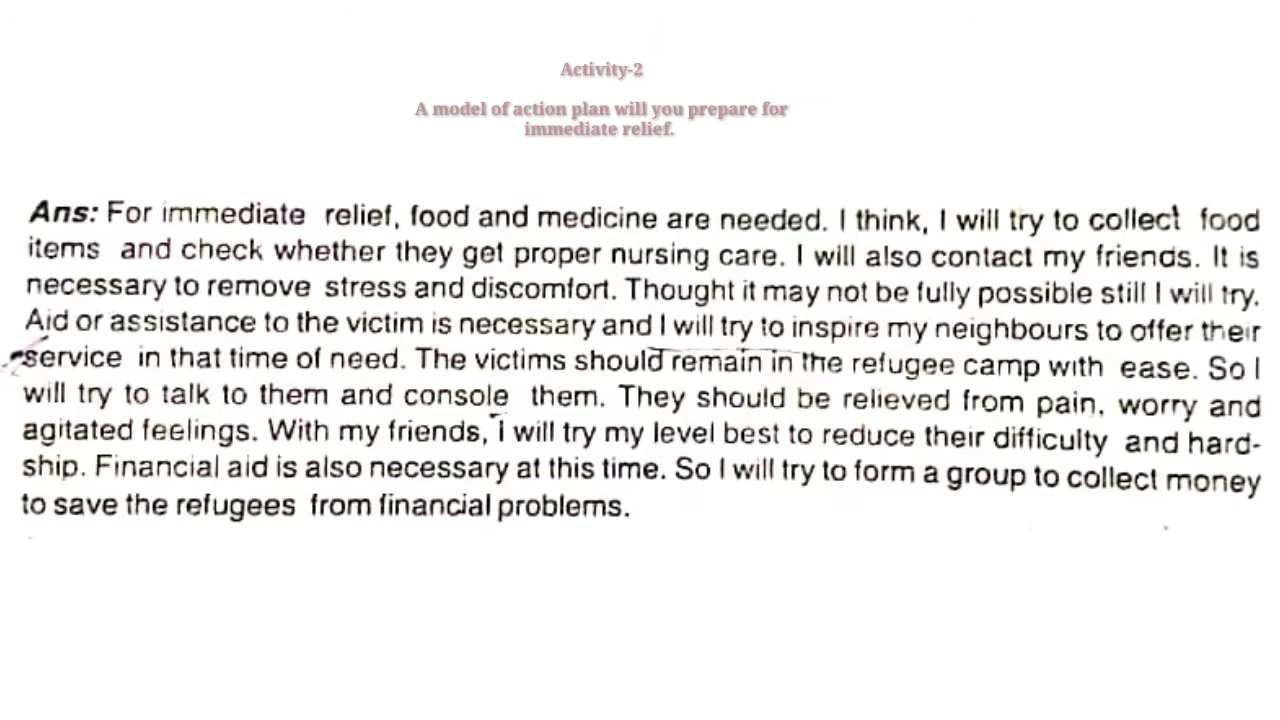 Activity-2
A model of action plan will you prepare for
immediate relief.
Ans: For immediate relief, food and medicine are needed. I think, I will try to collect food
items and check whether they get proper nursing care. I will also contact my friends. It is
necessary to remove stress and discomfort. Thought it may not be fully possible still I will try.
Aid or assistance to the victim is necessary and I will try to inspire my neighbours to offer their
service in that time of need. The victims should remain in the refugee camp with ease. So I
will try to talk to them and console them. They should be relieved from pain, worry and
agitated feelings. With my friends, i will try my level best to reduce their difficulty and hard-
ship. Financial aid is also necessary at this time. So I will try to form a group to collect money
to save the refugees from financial problems.